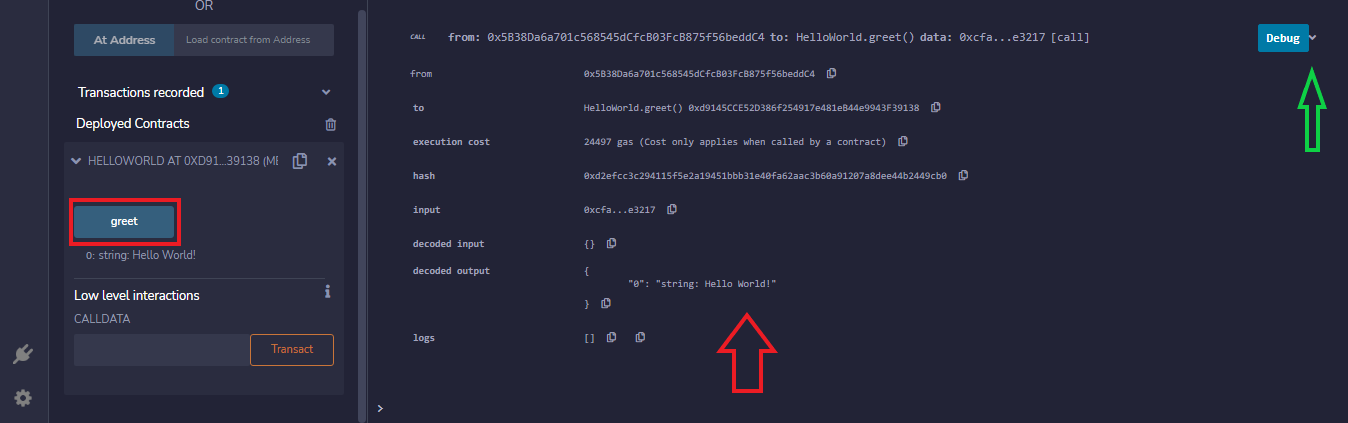 OR
At Address Load contract from Address
Transactions recorded 1
Deployed Contracts
HELLOWORLD AT 0XD91...39138 (ME
greet
0: string: Hello World!
Low level interactions i
CALLDATA
Transact
CALL from: 0x5B38Da6a701c568545dCfcB03FcB875f56beddC4 to: HelloWorld.greet() data: 0xcfa...e3217 [call]
Debug
from 0x5B38Da6a701c568545dCfcB03FcB875f56beddC4
to HelloWorld.greet() 0xd9145CCE52D386f254917e481eB44e9943F39138
execution cost 24497 gas (Cost only applies when called by a contract)
hash 0xd2efcc3c294115f5e2a19451bbb31e40fa62aac3b60a91207a8dee44b2449cb0
input 0xcfa...e3217
decoded input {}
decoded output {
"0": "string: Hello World!"
}
logs []
>